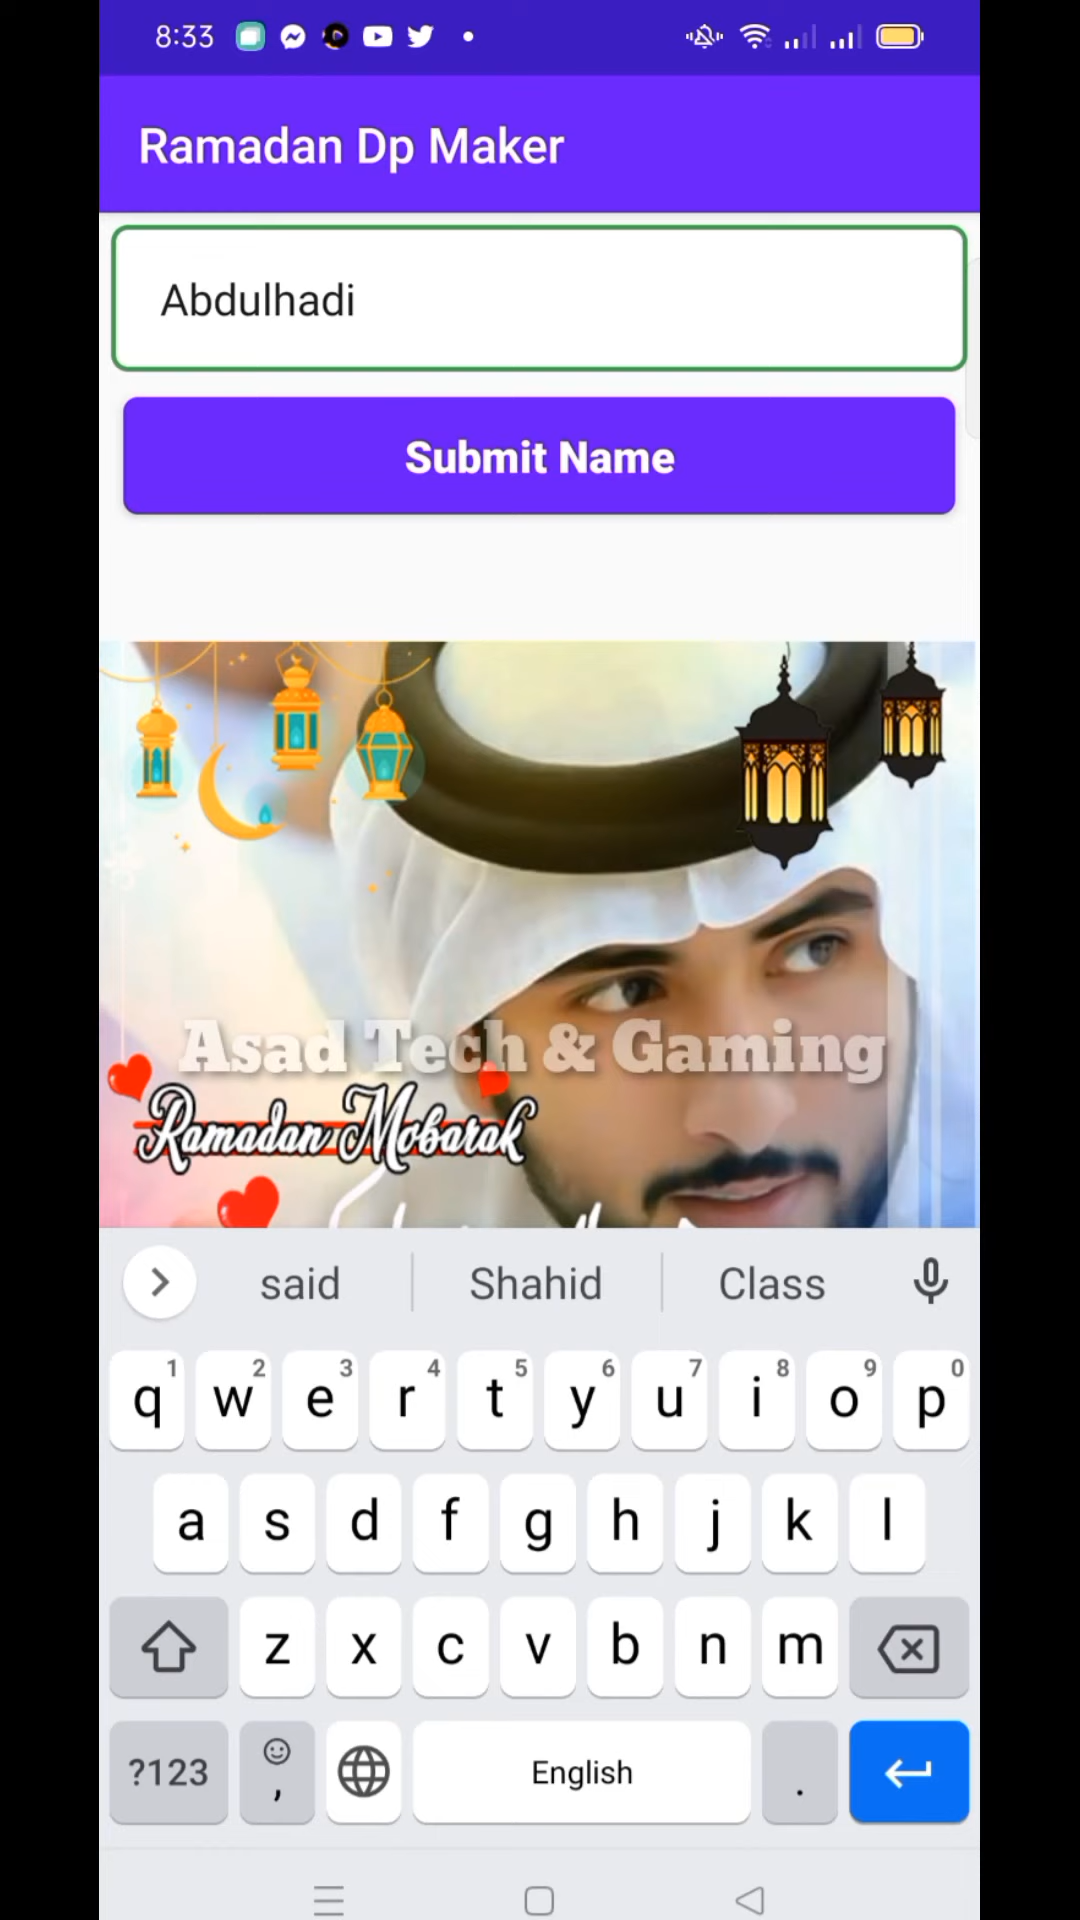 8:33
Ramadan Dp Maker
Abdulhadi
Submit Name
Asad Tech & Gaming
Ramadan Mobarak
said Shahid Class
q 1 w 2 e 3 r 4 t 5 y 6 u 7 i 8 o 9 p 0
a s d f g h j k l
z x c v b n m
?123 , English .